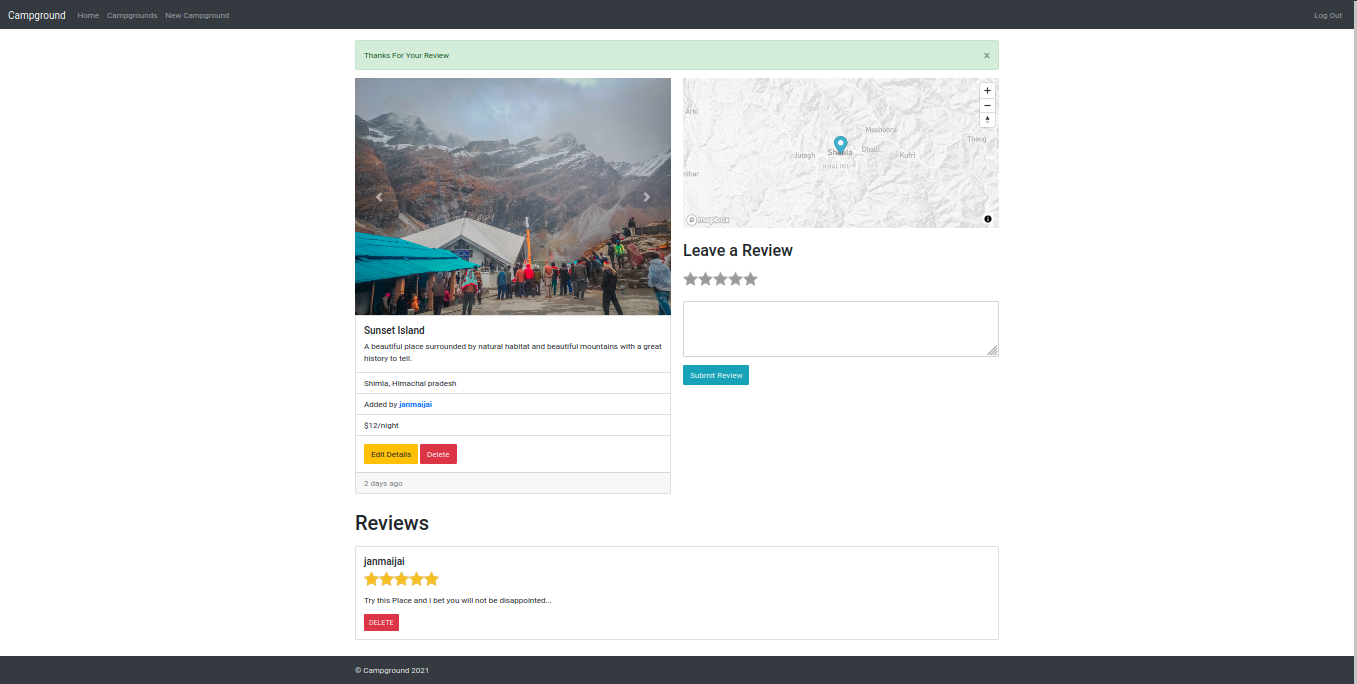 Campground Home Campgrounds New Campground Log Out
Thanks For Your Review ×
Arki
Mashobra
Theog
Jutogh Shimla Dhalli Kufri
KHALINI
nihar
mapbox
Leave a Review
Submit Review
Sunset Island
A beautiful place surrounded by natural habitat and beautiful mountains with a great
history to tell.
Shimla, Himachal pradesh
Added by janmaijai
$12/night
Edit Details Delete
2 days ago
Reviews
janmaijai
Try this Place and I bet you will not be disappointed...
DELETE
© Campground 2021